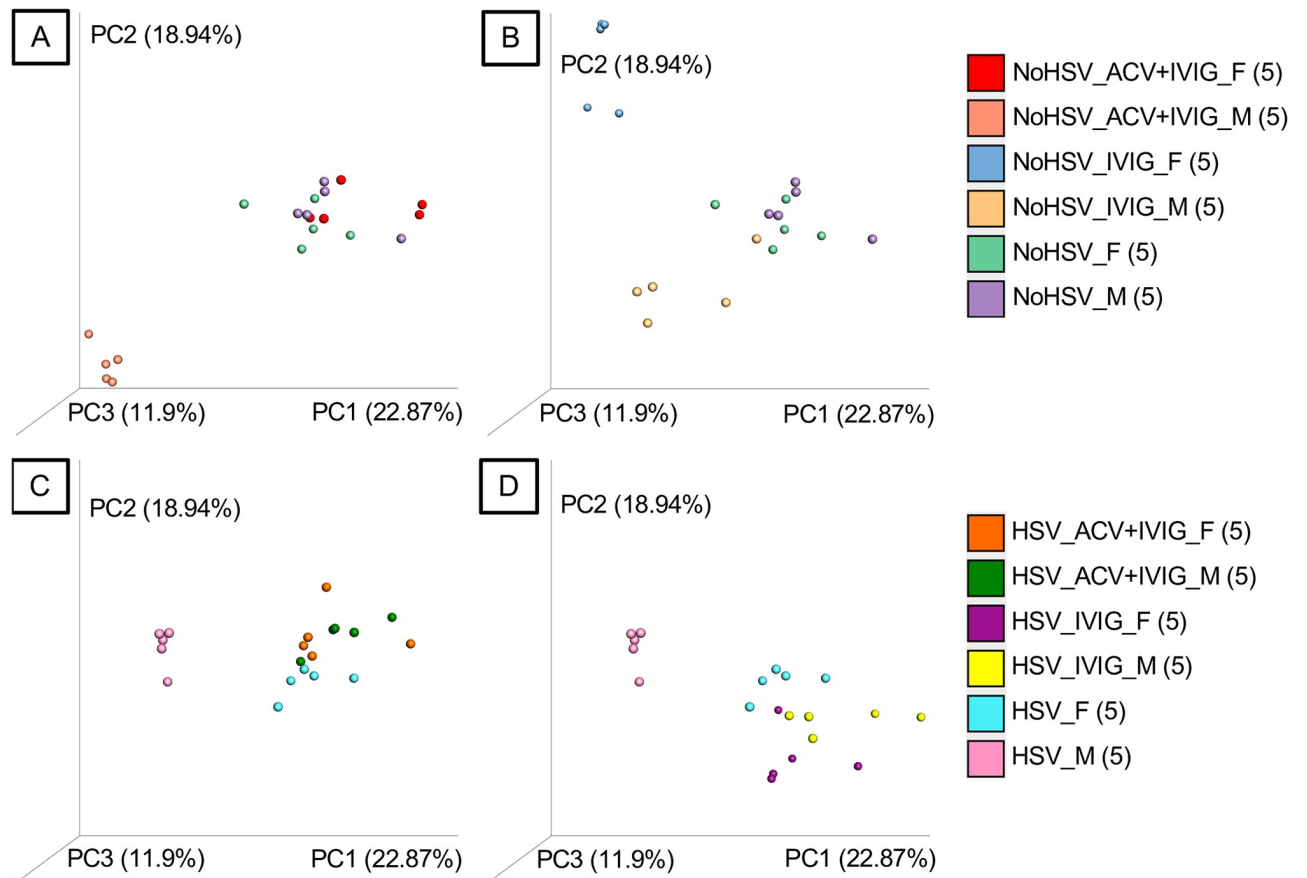 A
PC2 (18.94%)
PC3 (11.9%)
PC1 (22.87%)
B
PC2 (18.94%)
PC3 (11.9%)
PC1 (22.87%)
NoHSV_ACV+IVIG_F (5)
NoHSV_ACV+IVIG_M (5)
NoHSV_IVIG_F (5)
NoHSV_IVIG_M (5)
NoHSV_F (5)
NoHSV_M (5)
C
PC2 (18.94%)
PC3 (11.9%)
PC1 (22.87%)
D
PC2 (18.94%)
PC3 (11.9%)
PC1 (22.87%)
HSV_ACV+IVIG_F (5)
HSV_ACV+IVIG_M (5)
HSV_IVIG_F (5)
HSV_IVIG_M (5)
HSV_F (5)
HSV_M (5)